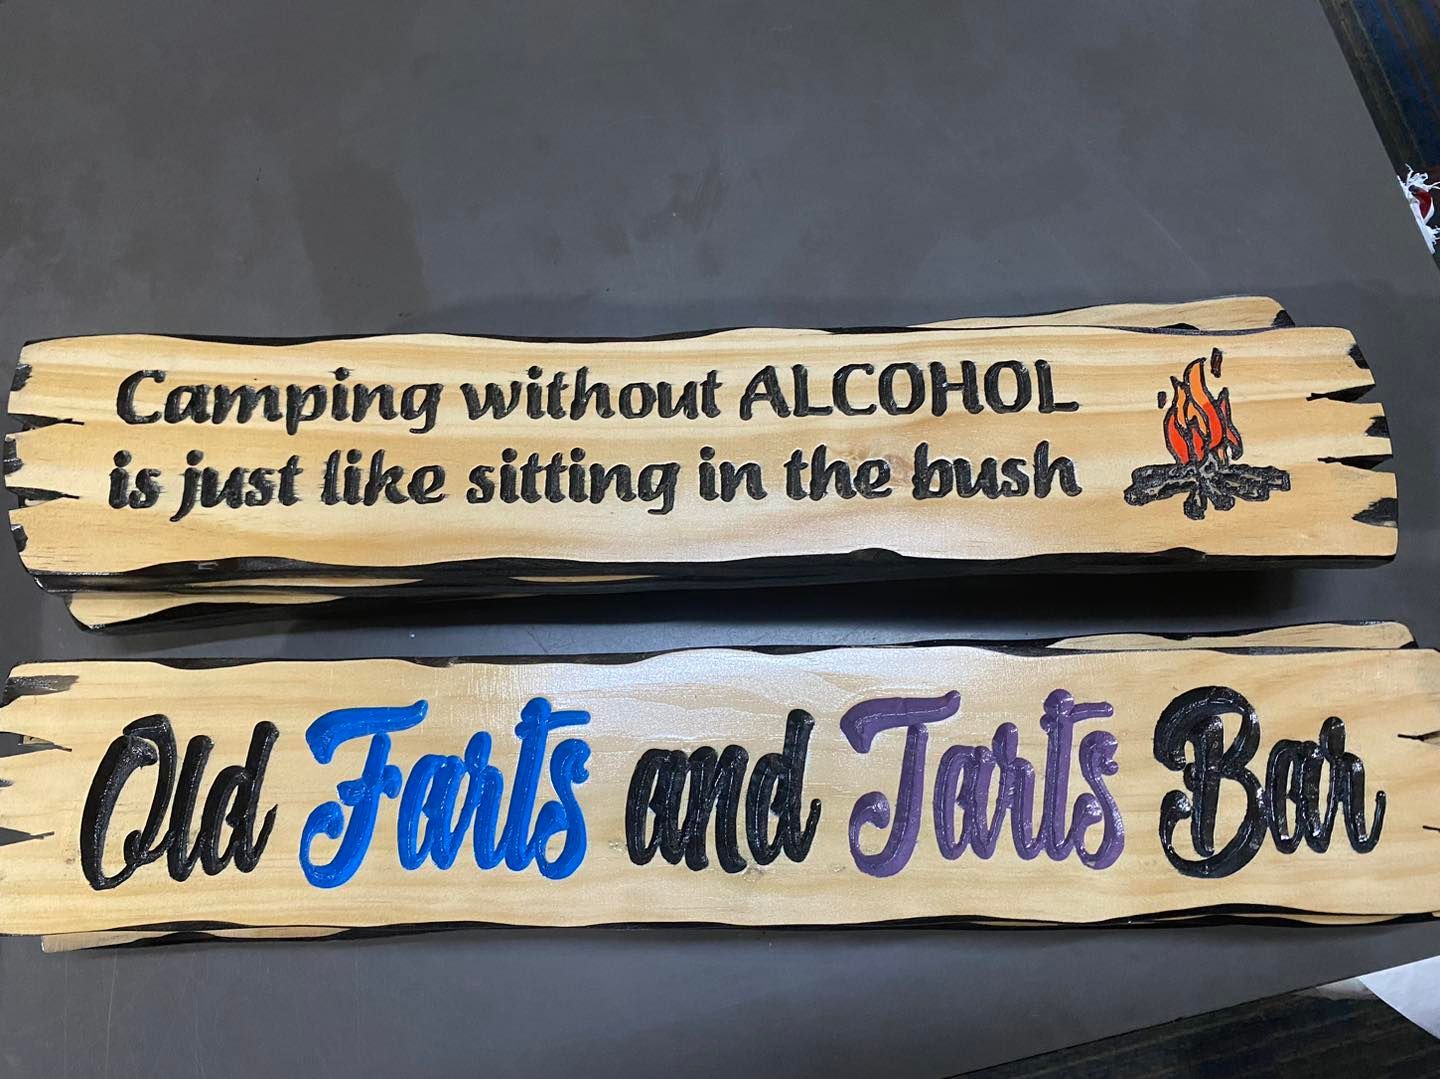 Camping without ALCOHOL
is just like sitting in the bush
Old Farts and Tarts Bar